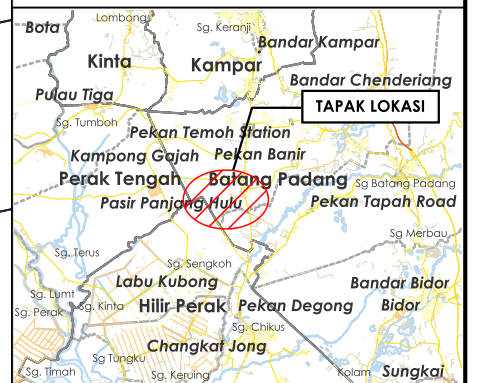 Lombong
Bota
Sg. Keranji
Bandar Kampar
Kinta
Kampar
Bandar Chenderiang
Pulau Tiga
TAPAK LOKASI
Sg. Tumboh
Pekan Temoh Station
Kampong Gajah
Pekan Banir
Perak Tengah
Batang Padang
Sg Batang Padang
Pasir Panjang Hulu
Pekan Tapah Road
Sg Merbau
Sg. Terus
Sg. Sengkoh
Labu Kubong
Bandar Bidor
Sg. Lumt
Sg. Kinta
Hilir Perak
Pekan Degong
Bidor
Sg. Perak
Sg. Chikus
Changkat Jong
Sg Tungku
Sg. Timah
Sg. Keruing
Kolam
Sungkai